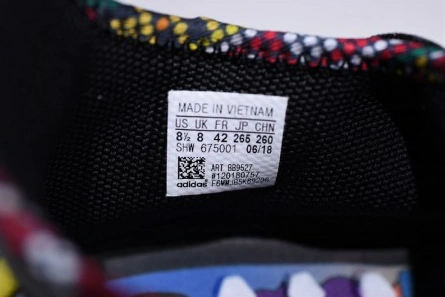 MADE IN VIETNAM
US UK FR JP CHN
8½ 8 42 265 260
SHW 675001 06/18
ART BB9527
#120180757
adidas